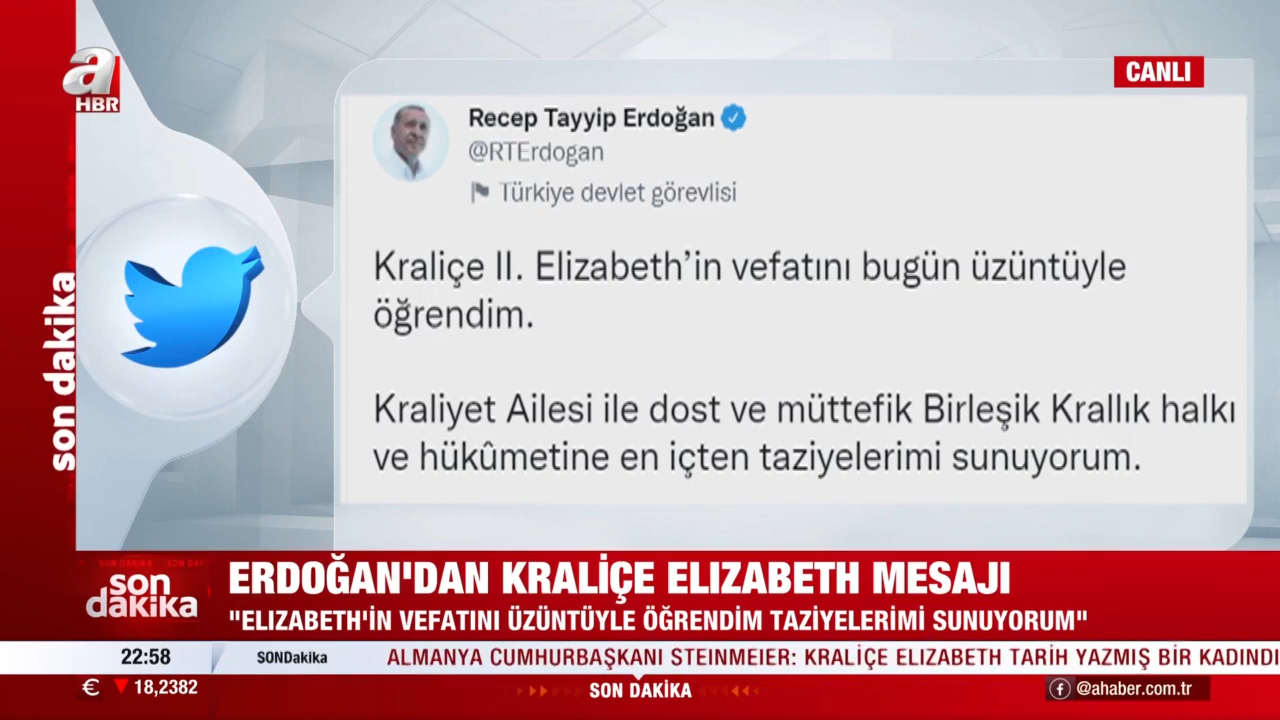 a
HBR
CANLI
Recep Tayyip Erdoğan
@RTErdogan
Türkiye devlet görevlisi
Kraliçe II. Elizabeth’in vefatını bugün üzüntüyle
öğrendim.
Kraliyet Ailesi ile dost ve müttefik Birleşik Krallık halkı
ve hükûmetine en içten taziyelerimi sunuyorum.
son dakika
son
dakika
ERDOĞAN'DAN KRALİÇE ELIZABETH MESAJI
"ELIZABETH'İN VEFATINI ÜZÜNTÜYLE ÖĞRENDİM TAZİYELERİMİ SUNUYORUM"
22:58
SONDakika
ALMANYA CUMHURBAŞKANI STEINMEIER: KRALİÇE ELIZABETH TARİH YAZMIŞ BİR KADINDI
€ 18,2382
SON DAKİKA
@ahaber.com.tr